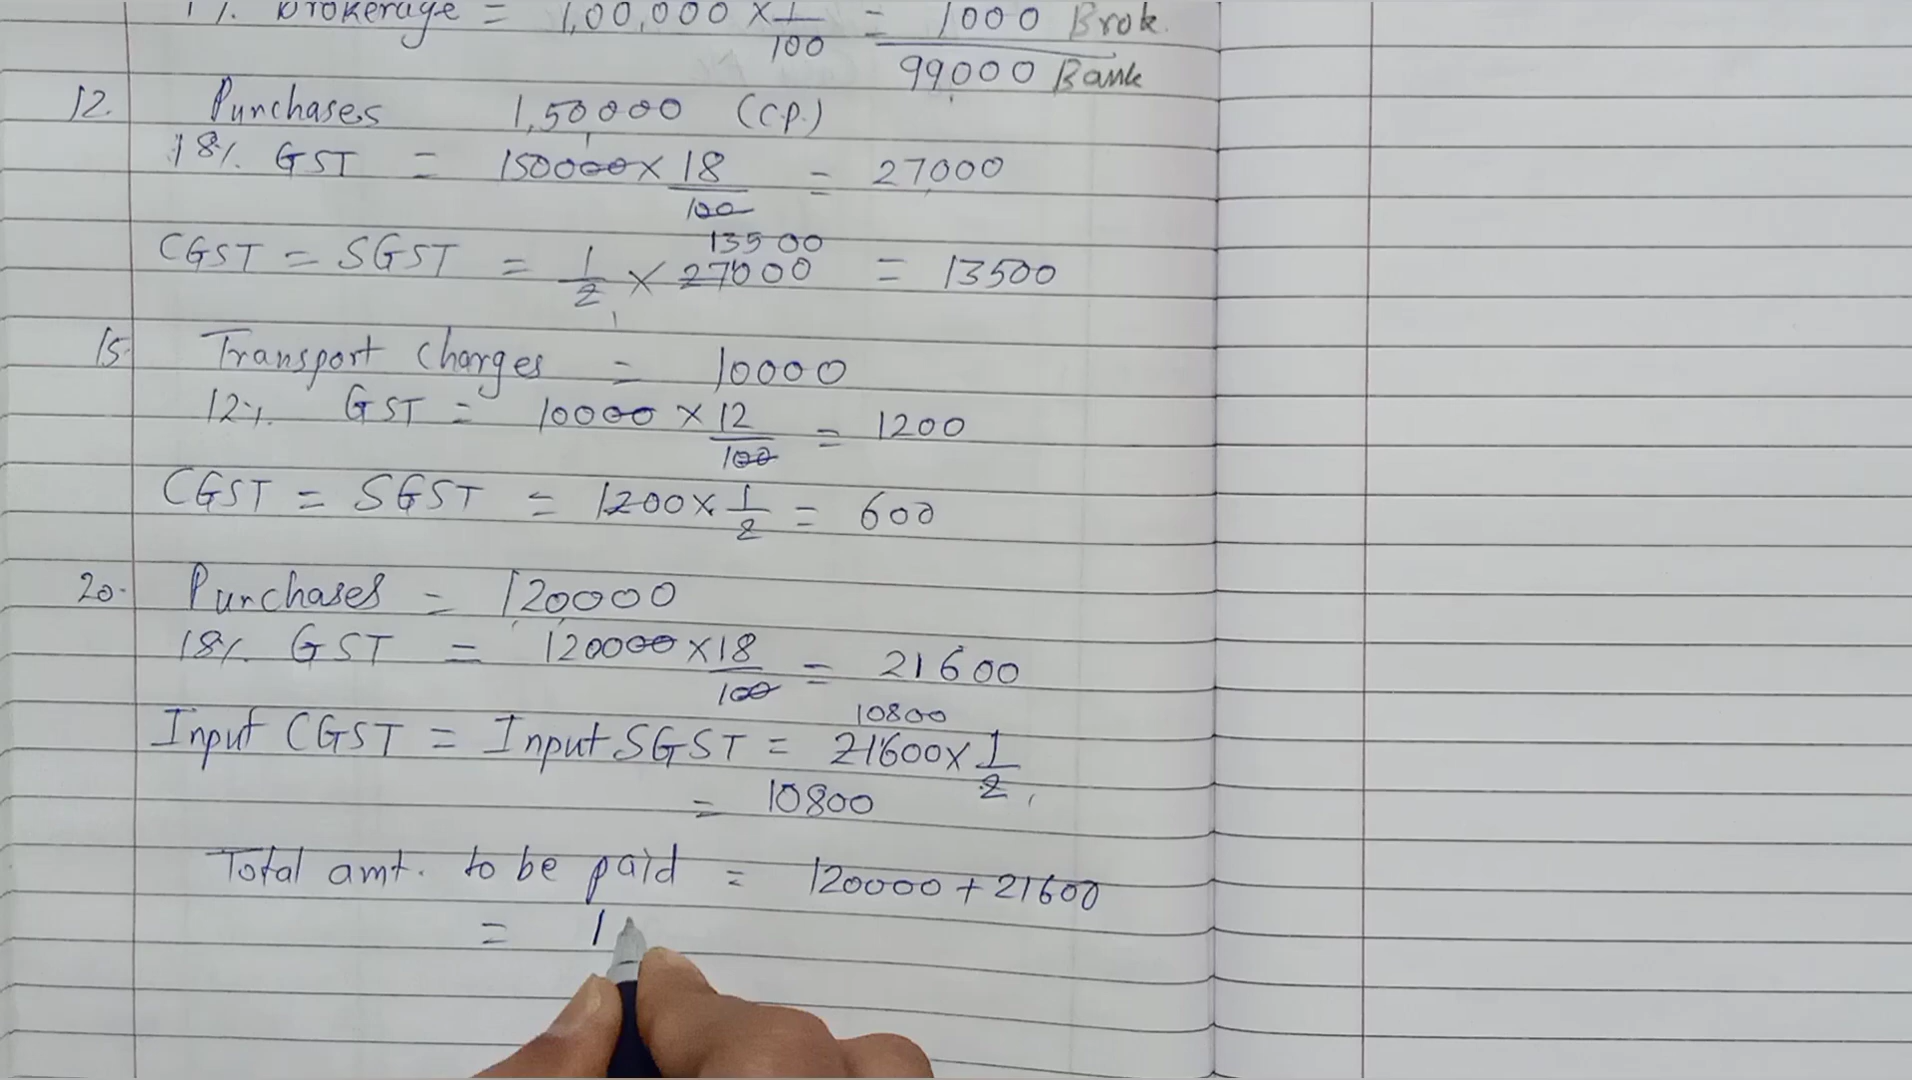 1%. Brokerage = 1,00,000 × 1/100 = 1000 Brok.
99000 Bank
12. Purchases 1,50000 (C.P.)
18%. GST = 150000 × 18/100 = 27000
CGST = SGST = 1/2 × 27000 13500 = 13500
15. Transport Charges = 10000
12%. GST = 10000 × 12/100 = 1200
CGST = SGST = 1200 × 1/2 = 600
20. Purchases = 120000
18%. GST = 120000 × 18/100 = 21600
Input CGST = Input SGST = 21600 10800 × 1/2
= 10800
Total amt. to be paid = 120000 + 21600
= 1